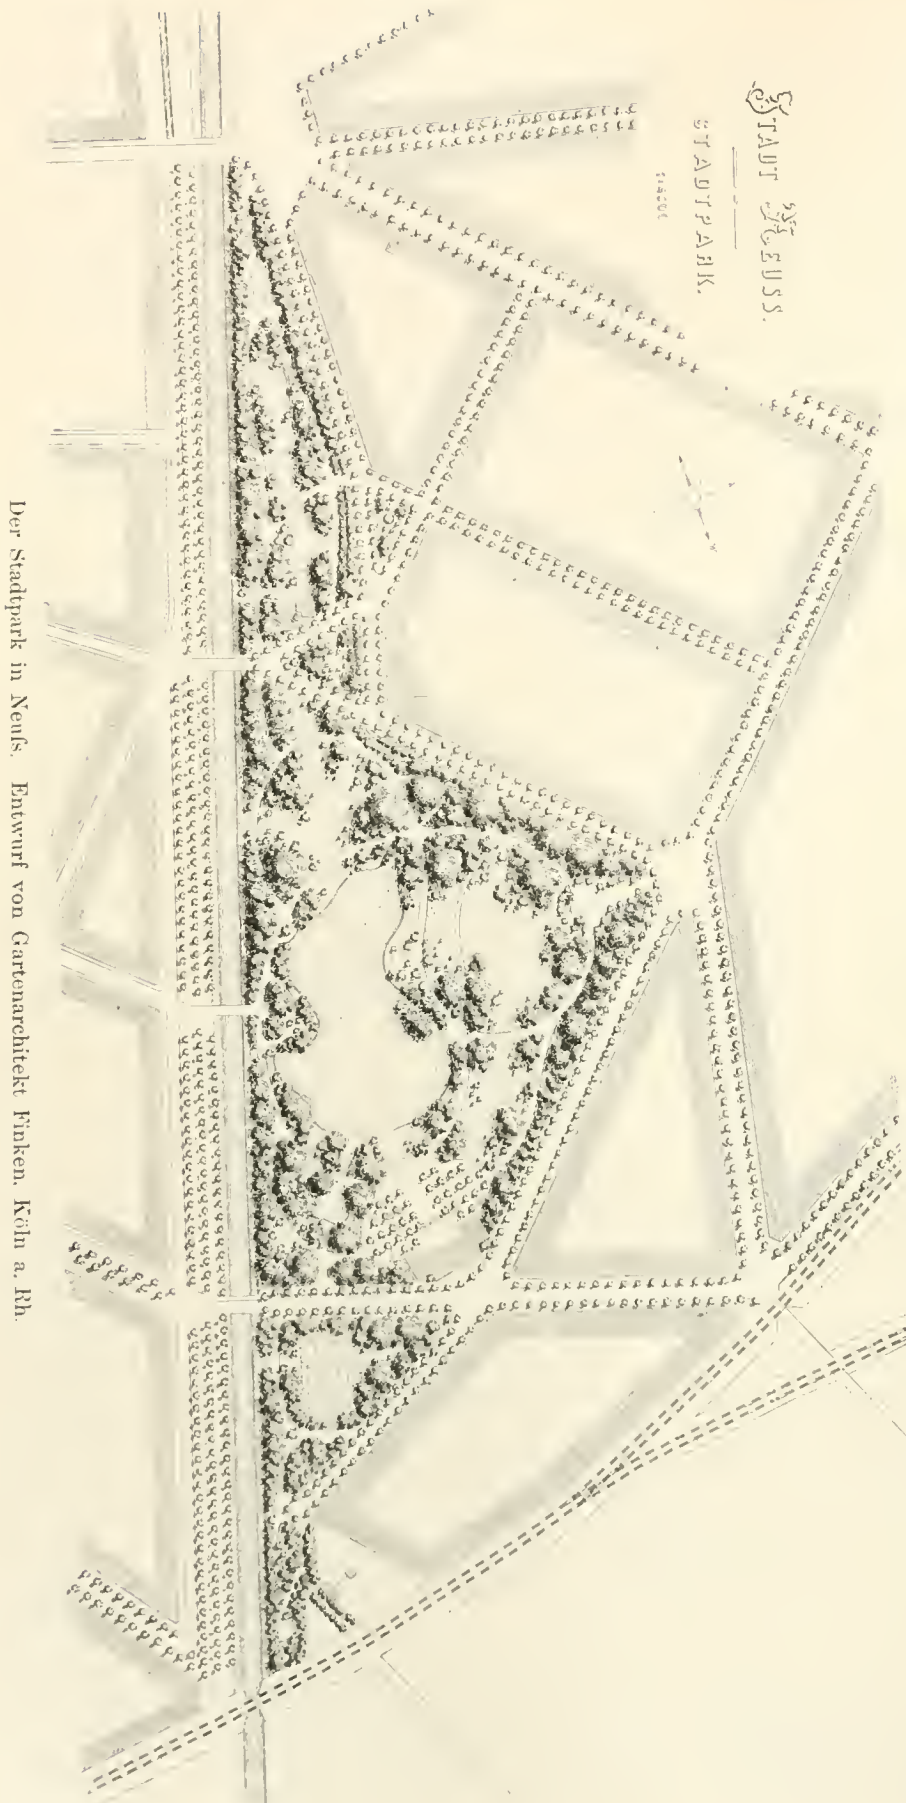 STADT NEUSS.
STADTPARK.
Der Stadtpark in Neuſs. Entwurf von Gartenarchitekt Finken, Köln a. Rh.